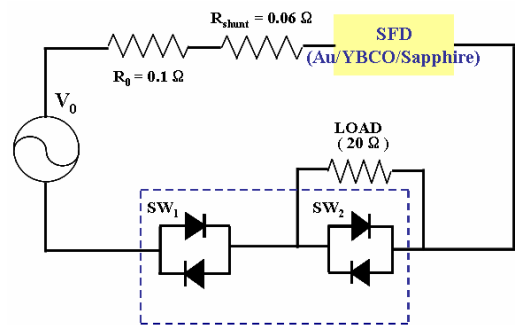 R_shunt = 0.06 Ω
SFD
(Au/YBCO/Sapphire)
R_0 = 0.1 Ω
V_0
LOAD
( 20 Ω )
SW_1
SW_2